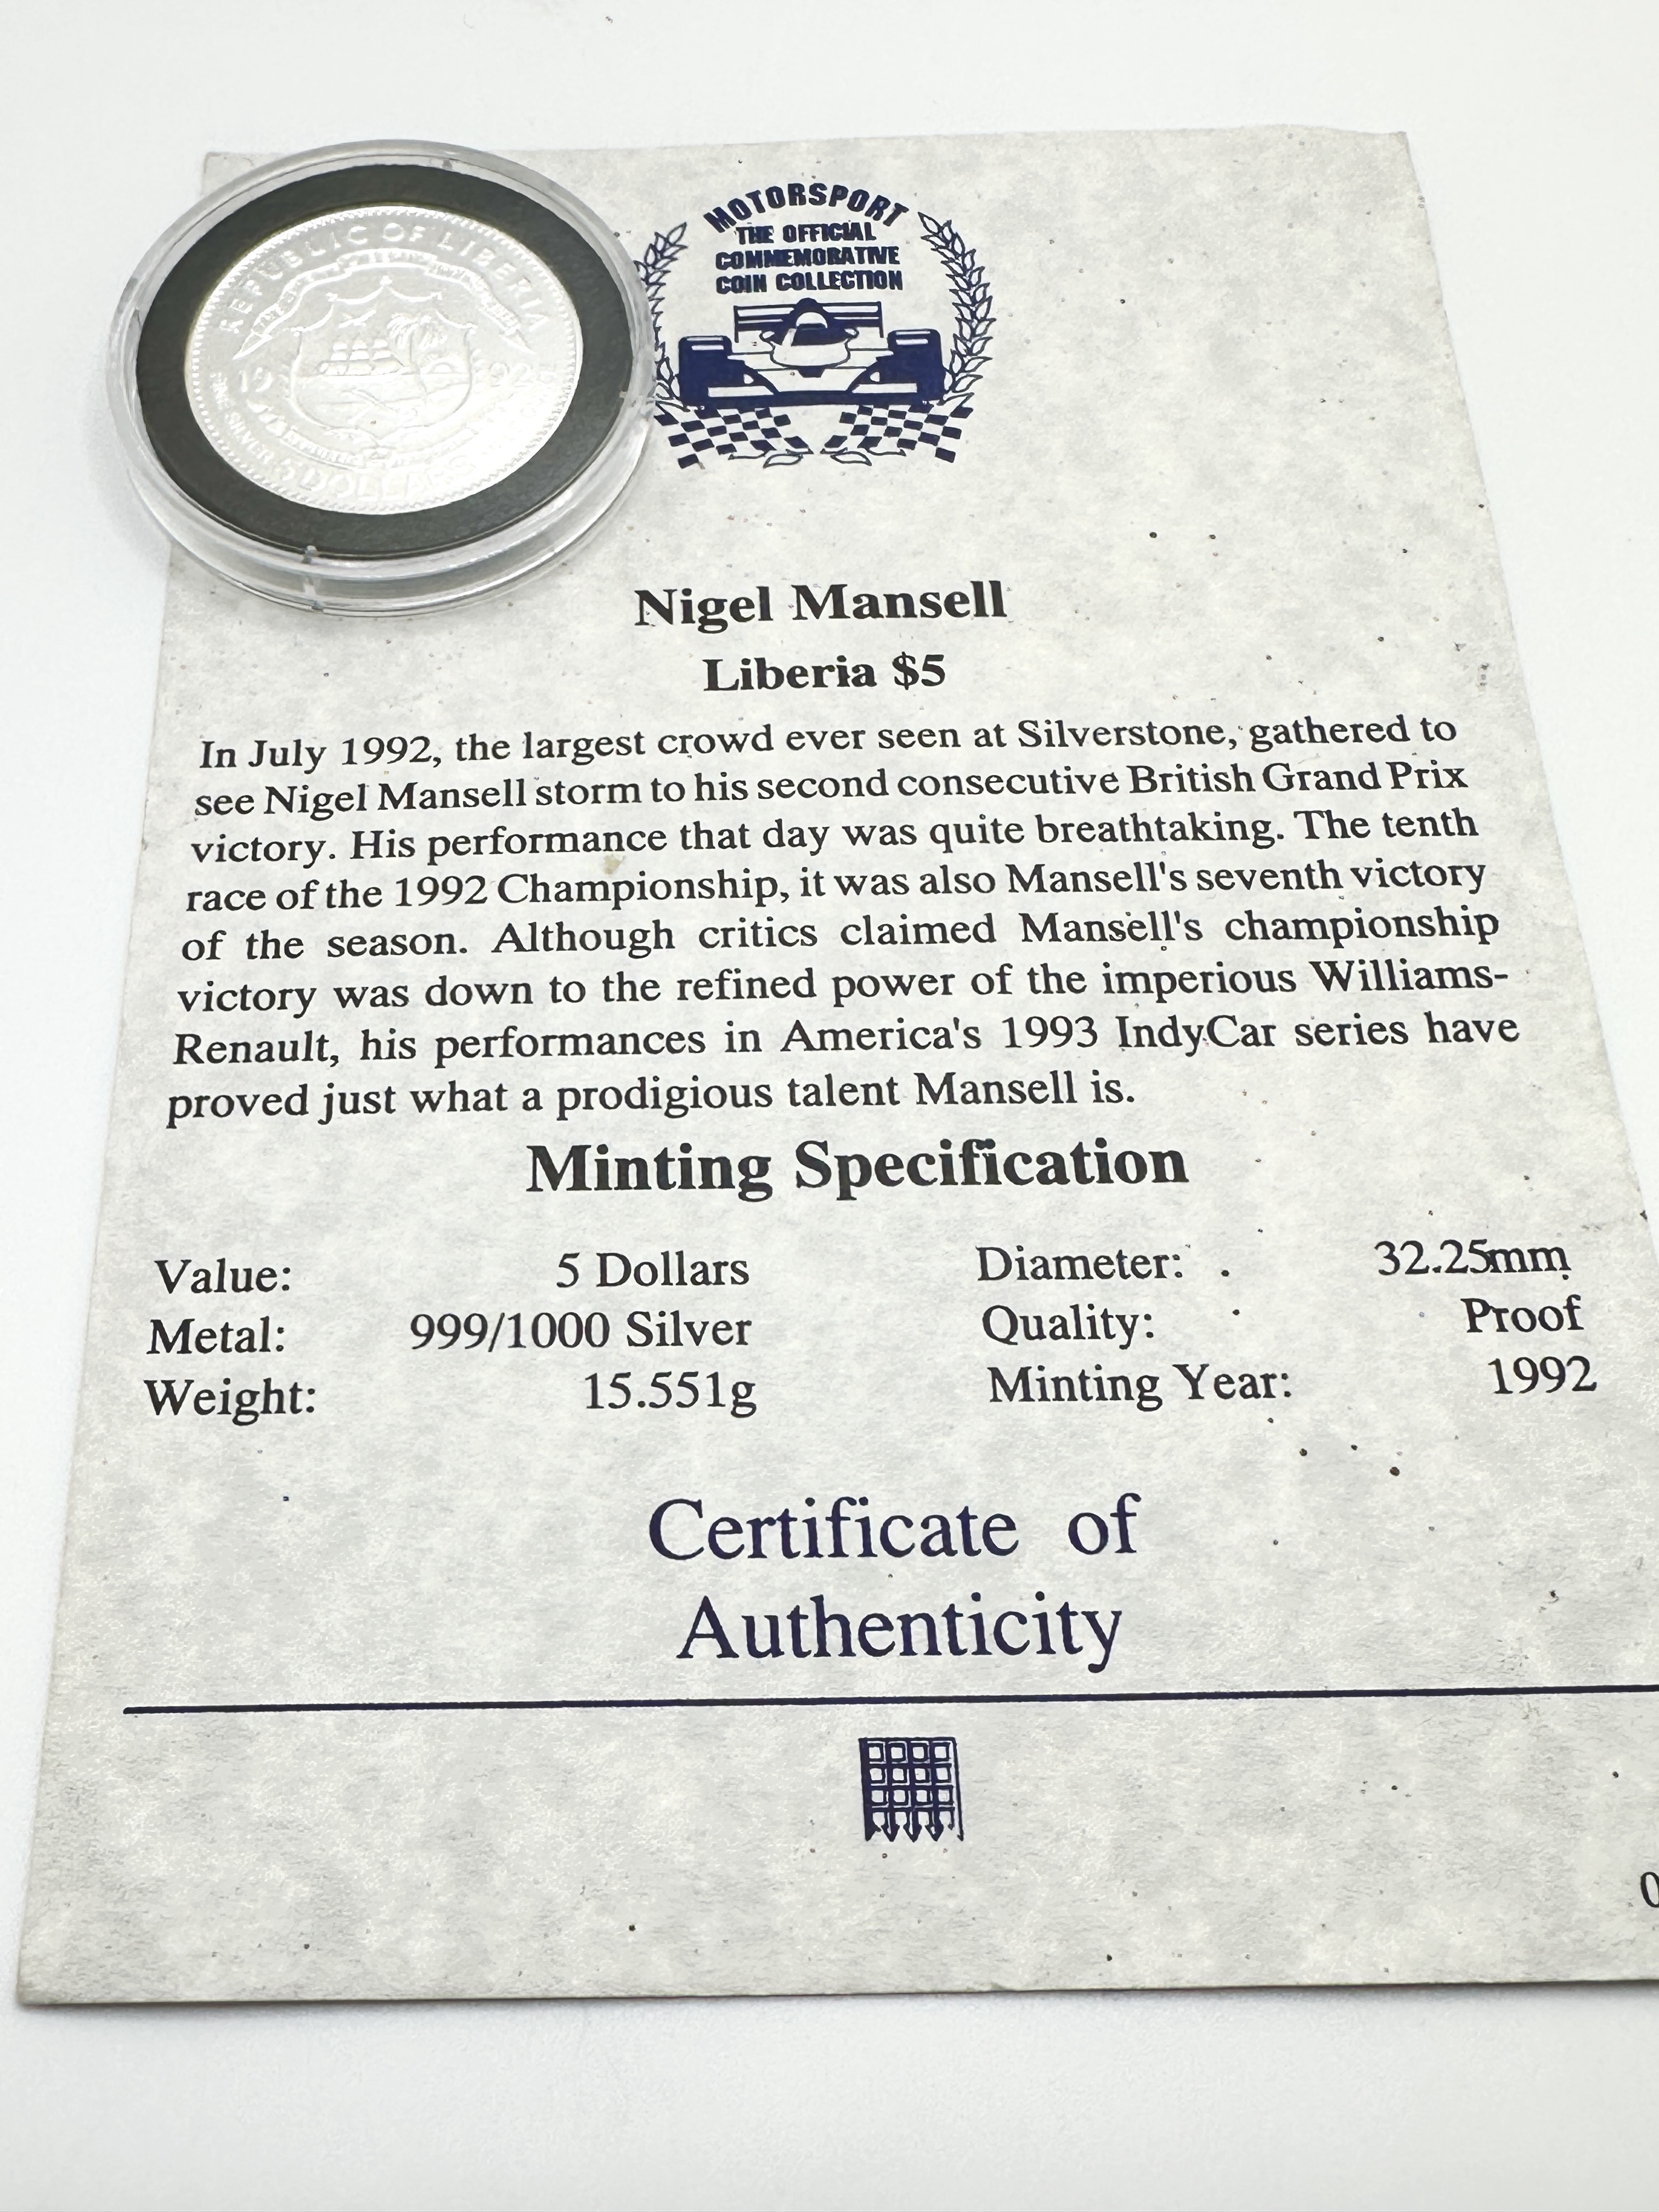 REPUBLIC OF LIBERIA
1992
SILVER
5 DOLLARS
MOTORSPORT
THE OFFICIAL
COMMEMORATIVE
COIN COLLECTION
Nigel Mansell
Liberia $5
In July 1992, the largest crowd ever seen at Silverstone, gathered to
see Nigel Mansell storm to his second consecutive British Grand Prix
victory. His performance that day was quite breathtaking. The tenth
race of the 1992 Championship, it was also Mansell's seventh victory
of the season. Although critics claimed Mansell's championship
victory was down to the refined power of the imperious Williams-
Renault, his performances in America's 1993 IndyCar series have
proved just what a prodigious talent Mansell is.
Minting Specification
Value: 5 Dollars Diameter: 32.25mm
Metal: 999/1000 Silver Quality: Proof
Weight: 15.551g Minting Year: 1992
Certificate of
Authenticity
0